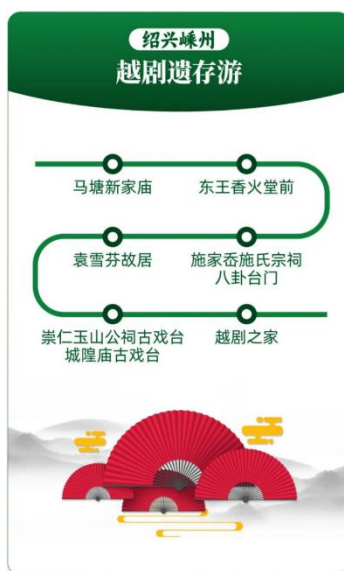 绍兴嵊州
越剧遗存游
马塘新家庙
东王香火堂前
袁雪芬故居
施家岙施氏宗祠
八卦台门
崇仁玉山公祠古戏台
城隍庙古戏台
越剧之家